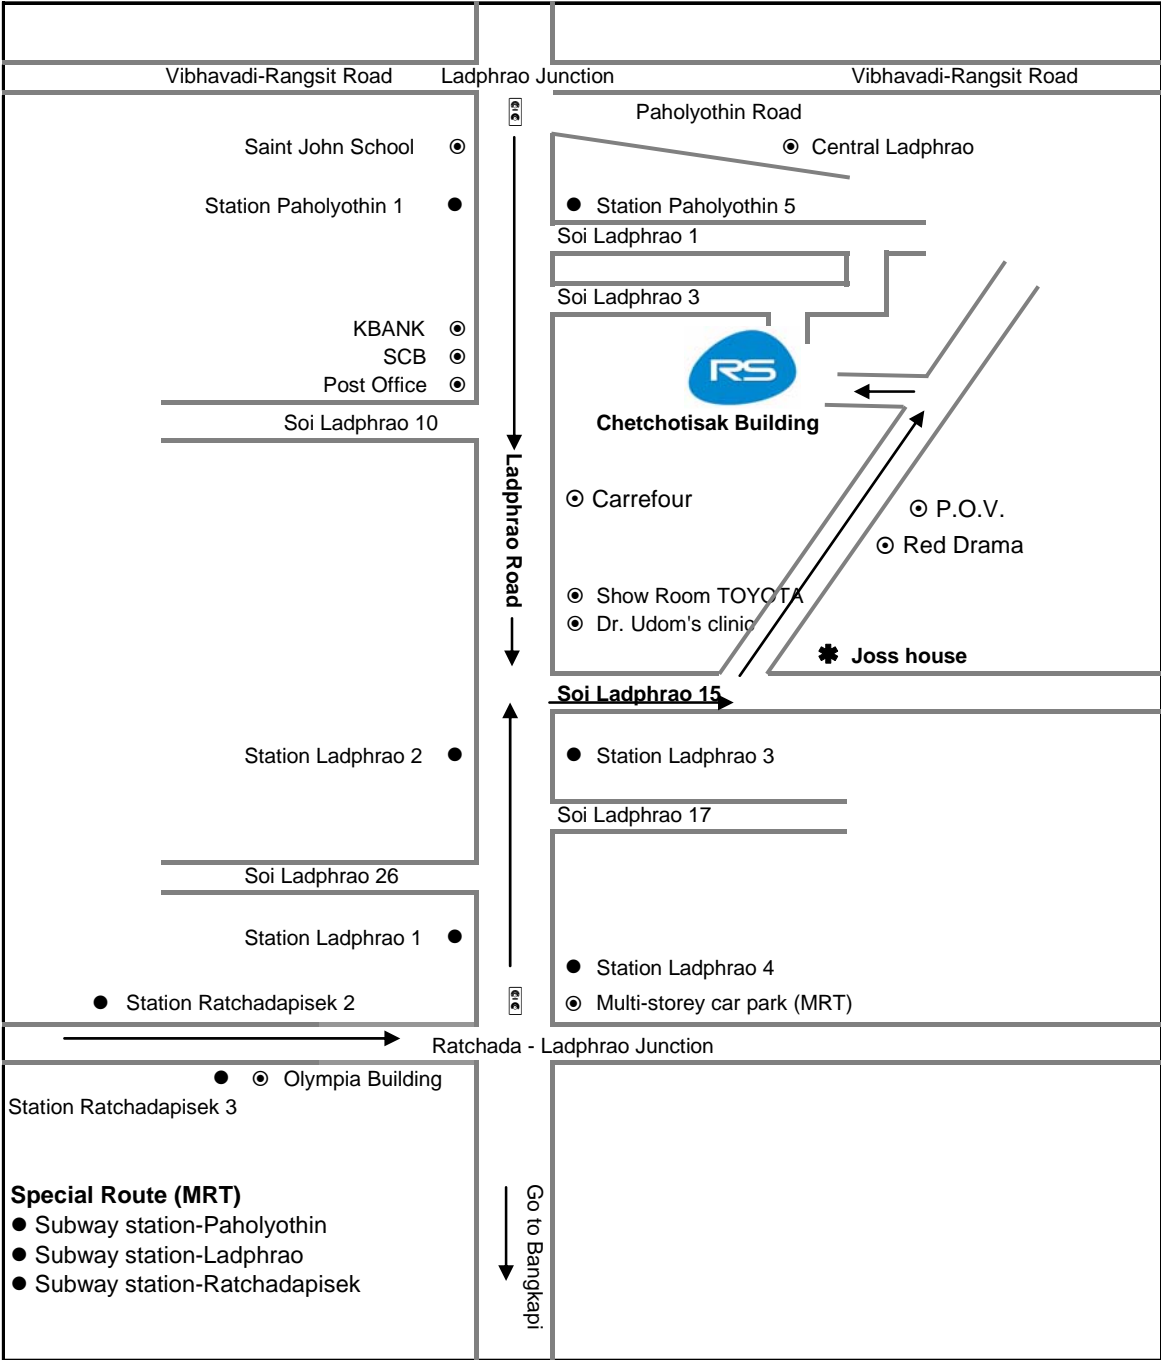 Vibhavadi-Rangsit Road Ladphrao Junction Vibhavadi-Rangsit Road
Paholyothin Road
Saint John School Central Ladphrao
Station Paholyothin 1 Station Paholyothin 5
Soi Ladphrao 1
Soi Ladphrao 3
KBANK
SCB
Post Office
RS
Soi Ladphrao 10 Chetchotisak Building
Ladphrao Road
Carrefour
P.O.V.
Red Drama
Show Room TOYOTA
Dr. Udom's clinic
Joss house
Soi Ladphrao 15
Station Ladphrao 2 Station Ladphrao 3
Soi Ladphrao 17
Soi Ladphrao 26
Station Ladphrao 1
Station Ladphrao 4
Station Ratchadapisek 2 Multi-storey car park (MRT)
Ratchada - Ladphrao Junction
Olympia Building
Station Ratchadapisek 3
Special Route (MRT)
Subway station-Paholyothin
Subway station-Ladphrao
Subway station-Ratchadapisek
Go to Bangkapi